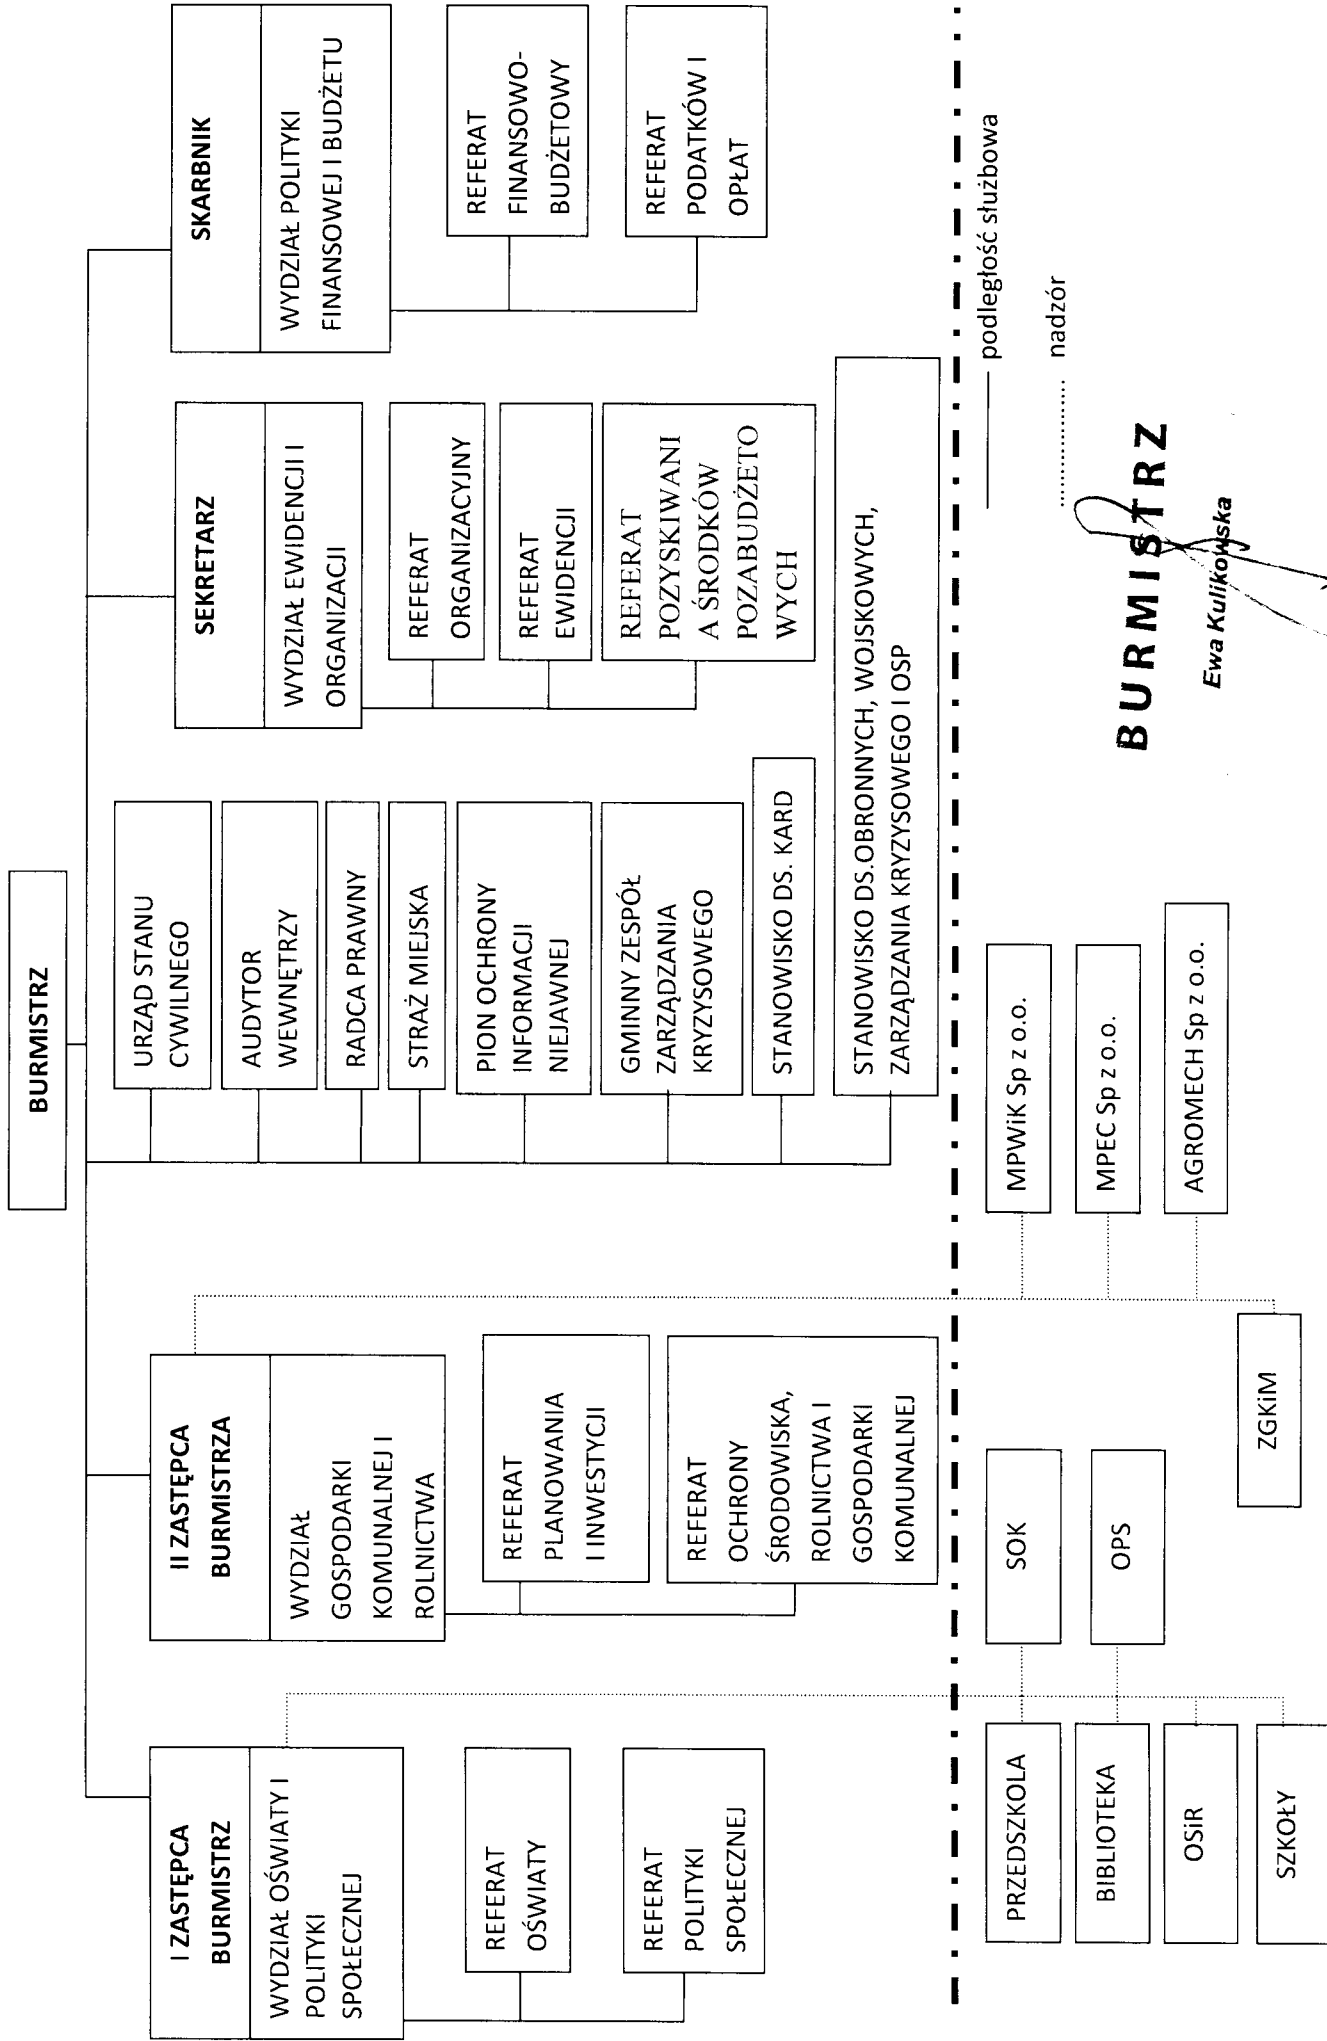 BURMISTRZ
I ZASTĘPCA
BURMISTRZ
WYDZIAŁ OŚWIATY I
POLITYKI
SPOŁECZNEJ
REFERAT
OŚWIATY
REFERAT
POLITYKI
SPOŁECZNEJ
II ZASTĘPCA
BURMISTRZA
WYDZIAŁ
GOSPODARKI
KOMUNALNEJ I
ROLNICTWA
REFERAT
PLANOWANIA
I INWESTYCJI
REFERAT
OCHRONY
ŚRODOWISKA,
ROLNICTWA I
GOSPODARKI
KOMUNALNEJ
URZĄD STANU
CYWILNEGO
AUDYTOR
WEWNĘTRZY
RADCA PRAWNY
STRAŻ MIEJSKA
PION OCHRONY
INFORMACJI
NIEJAWNEJ
GMINNY ZESPÓŁ
ZARZĄDZANIA
KRYZYSOWEGO
STANOWISKO DS. KARD
STANOWISKO DS.OBRONNYCH, WOJSKOWYCH,
ZARZĄDZANIA KRYZYSOWEGO I OSP
SEKRETARZ
WYDZIAŁ EWIDENCJI I
ORGANIZACJI
REFERAT
ORGANIZACYJNY
REFERAT
EWIDENCJI
REFERAT
POZYSKIWANI
A ŚRODKÓW
POZABUDŻETO
WYCH
SKARBNIK
WYDZIAŁ POLITYKI
FINANSOWEJ I BUDŻETU
REFERAT
FINANSOWO-
BUDŻETOWY
REFERAT
PODATKÓW I
OPŁAT
PRZEDSZKOLA
BIBLIOTEKA
OSiR
SZKOŁY
SOK
OPS
ZGKiM
MPWiK Sp z o.o.
MPEC Sp z o.o.
AGROMECH Sp z o.o.
podległość służbowa
nadzór
BURMISTRZ
Ewa Kulikowska